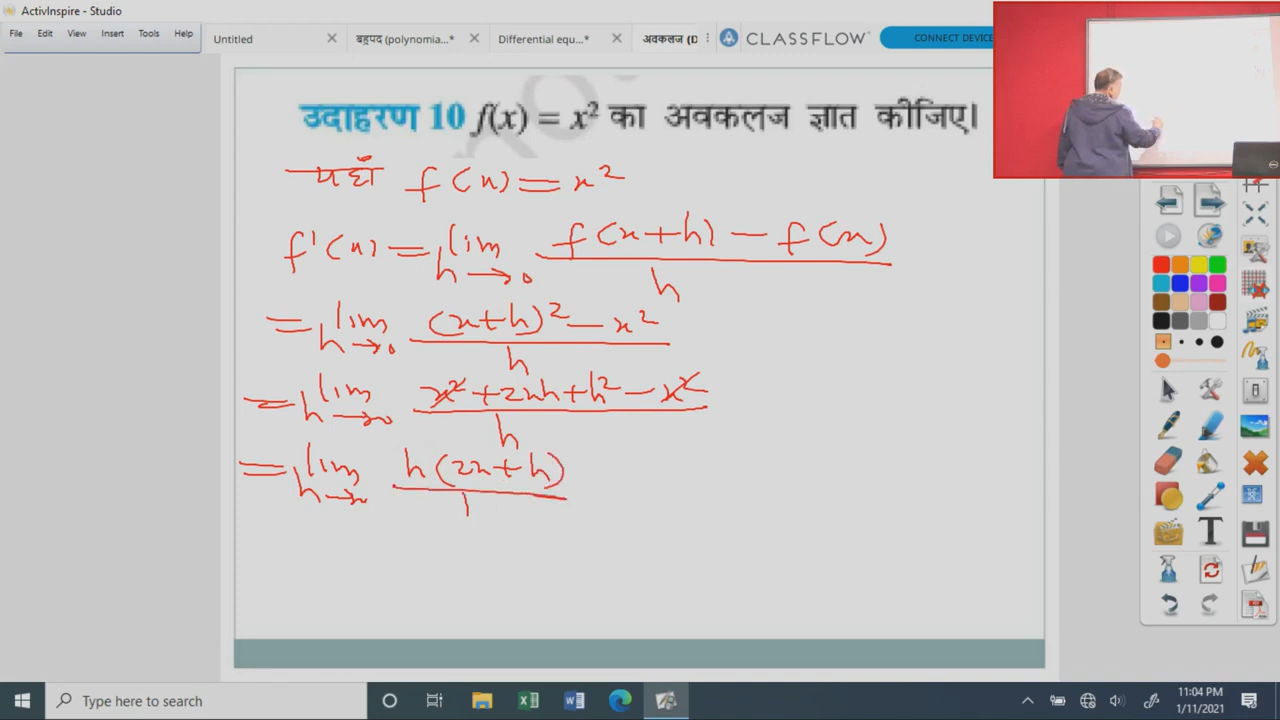 ActivInspire - Studio
File Edit View Insert Tools Help
Untitled
बहुपद (polynomia...*
Differential equ...*
अवकलज (D
CLASSFLOW
CONNECT DEVICE
उदाहरण 10 f(x) = x² का अवकलज ज्ञात कीजिए।
यहाँ f(x) = x²
f'(x) = lim h→0 f(x+h) - f(x) / h
= lim h→0 (x+h)² - x² / h
= lim h→0 x² + 2xh + h² - x² / h
= lim h→0 h(2x+h)
Type here to search
11:04 PM
1/11/2021